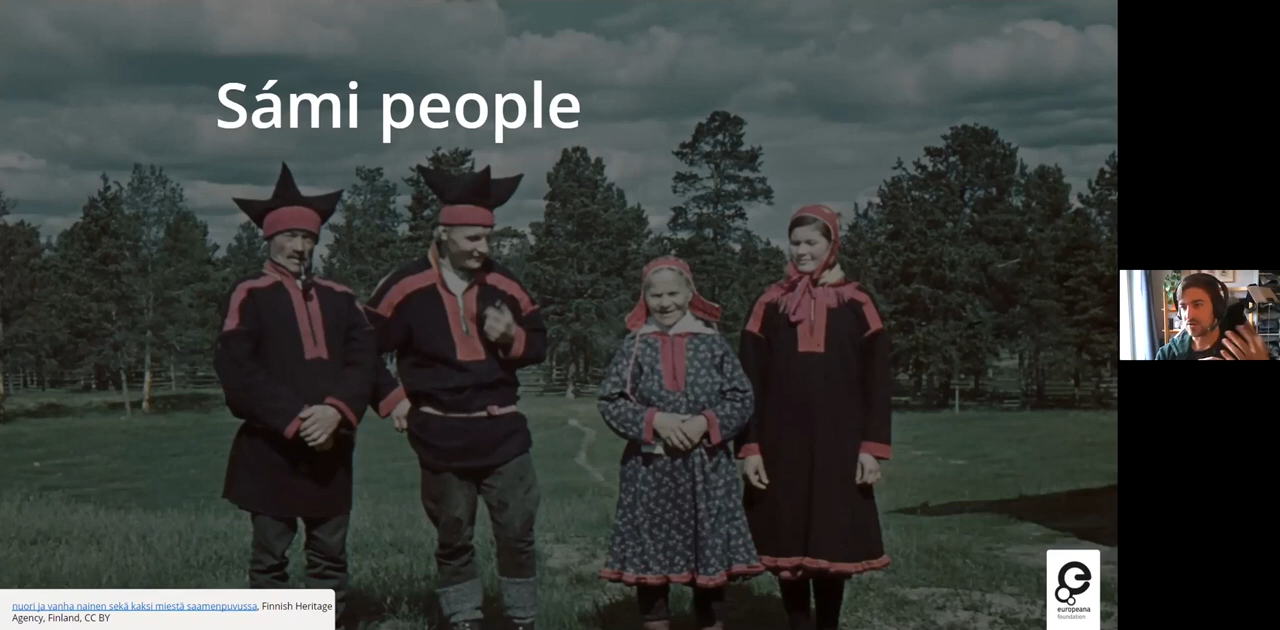 Sámi people
nuori ja vanha nainen sekä kaksi miestä saamenpuvussa, Finnish Heritage
Agency, Finland, CC BY
europeana
foundation